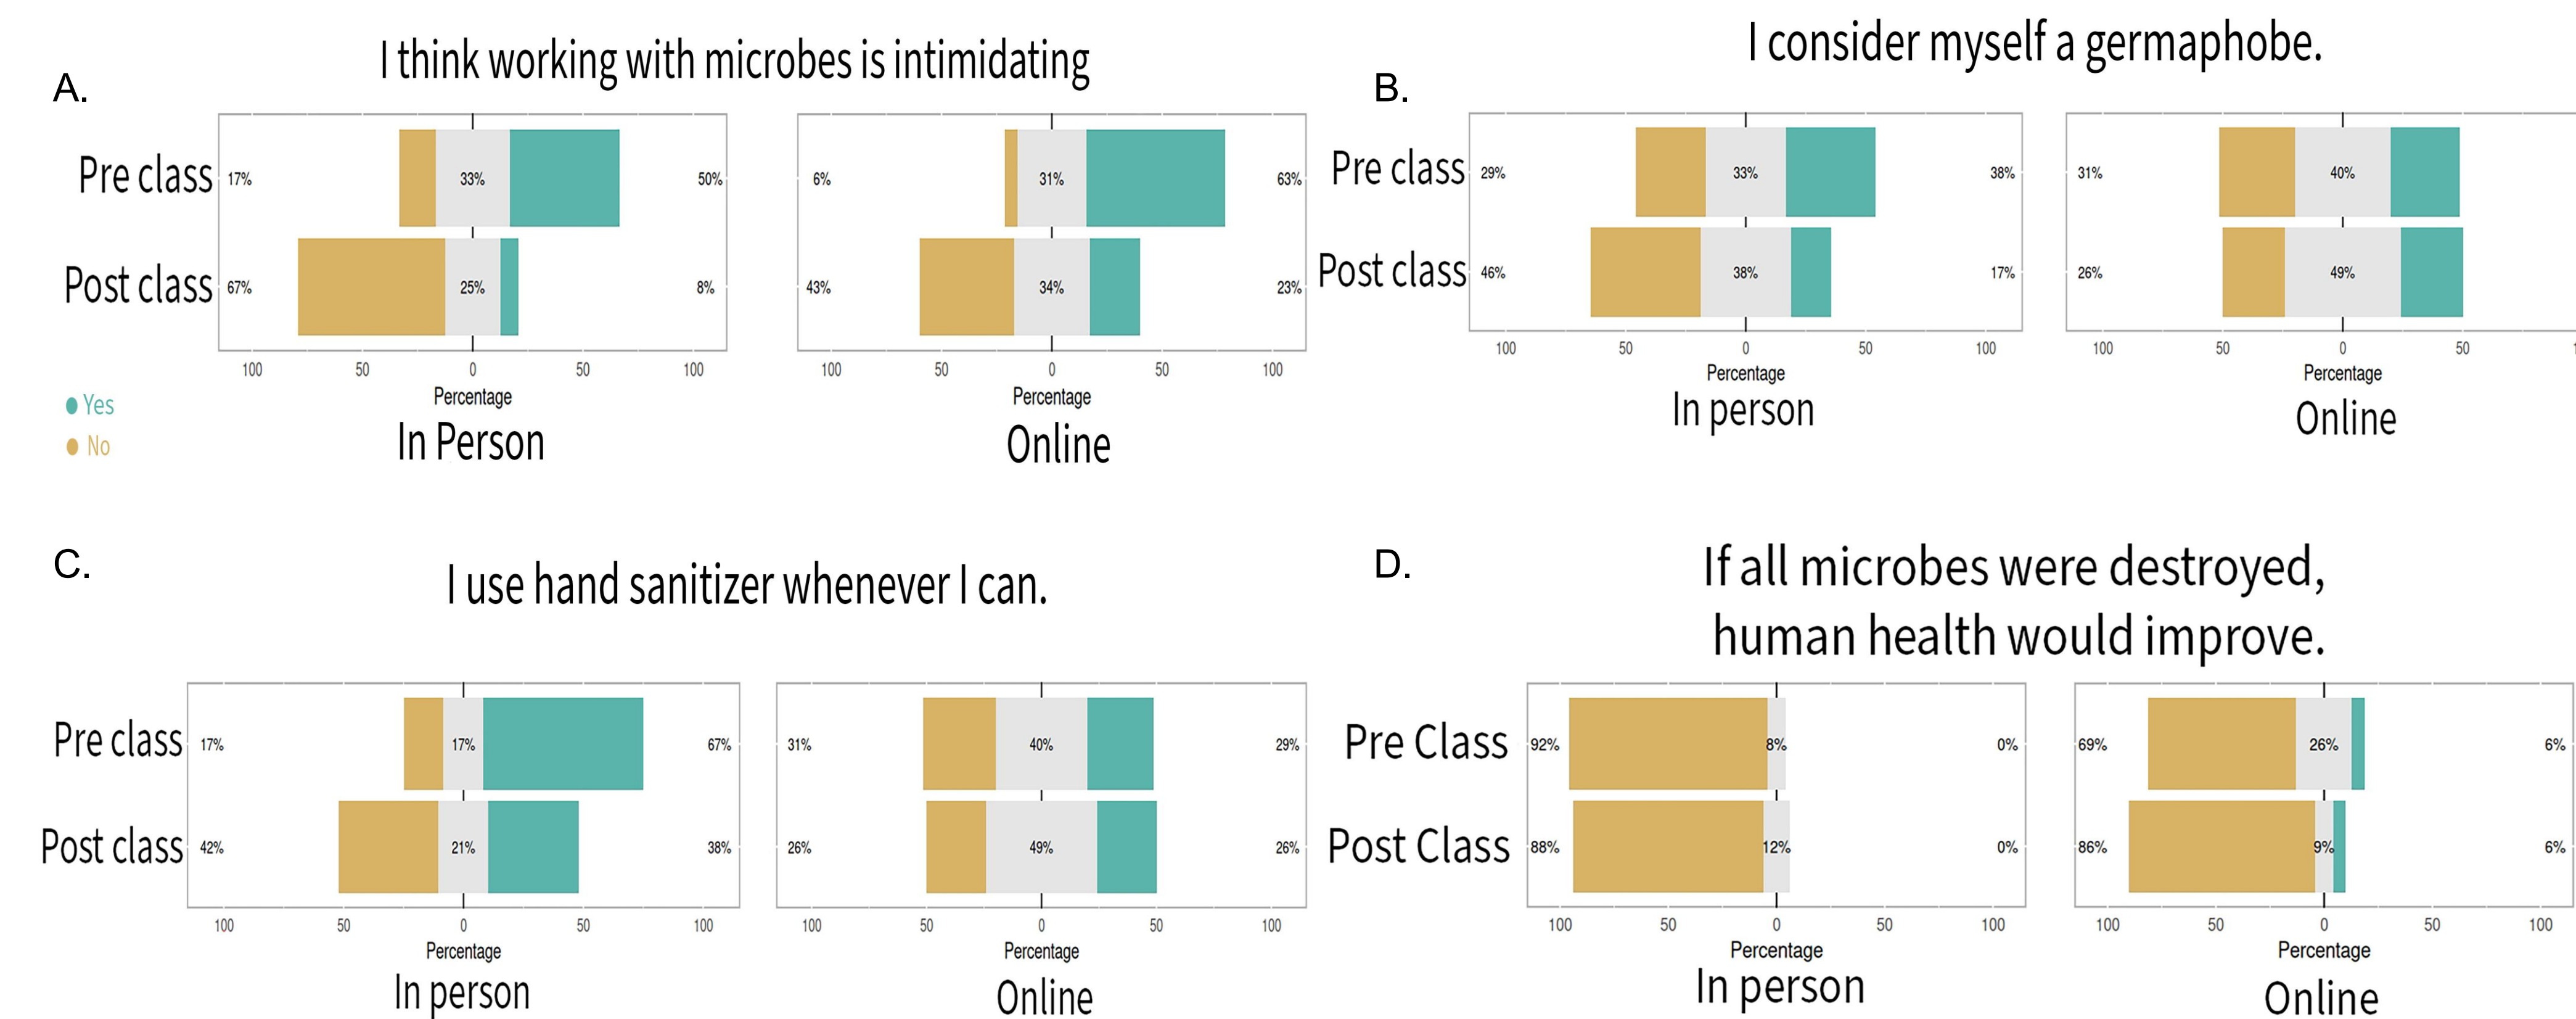 I think working with microbes is intimidating
A.
Pre class 17% 33% 50% 6% 31% 63%
Post class 67% 25% 8% 43% 34% 23%
100 50 0 50 100 100 50 0 50 100
Percentage Percentage
Yes
No
In Person Online
I consider myself a germaphobe.
B.
Pre class 29% 33% 38% 31% 40%
Post class 46% 38% 17% 26% 49%
100 50 0 50 100 100 50 0 50
Percentage Percentage
In person Online
C.
I use hand sanitizer whenever I can.
Pre class 17% 17% 67% 31% 40% 29%
Post class 42% 21% 38% 26% 49% 26%
100 50 0 50 100 100 50 0 50 100
Percentage Percentage
In person Online
D.
If all microbes were destroyed,
human health would improve.
Pre Class 92% 8% 0% 69% 26% 6%
Post Class 88% 12% 0% 86% 9% 6%
100 50 0 50 100 100 50 0 50 100
Percentage Percentage
In person Online